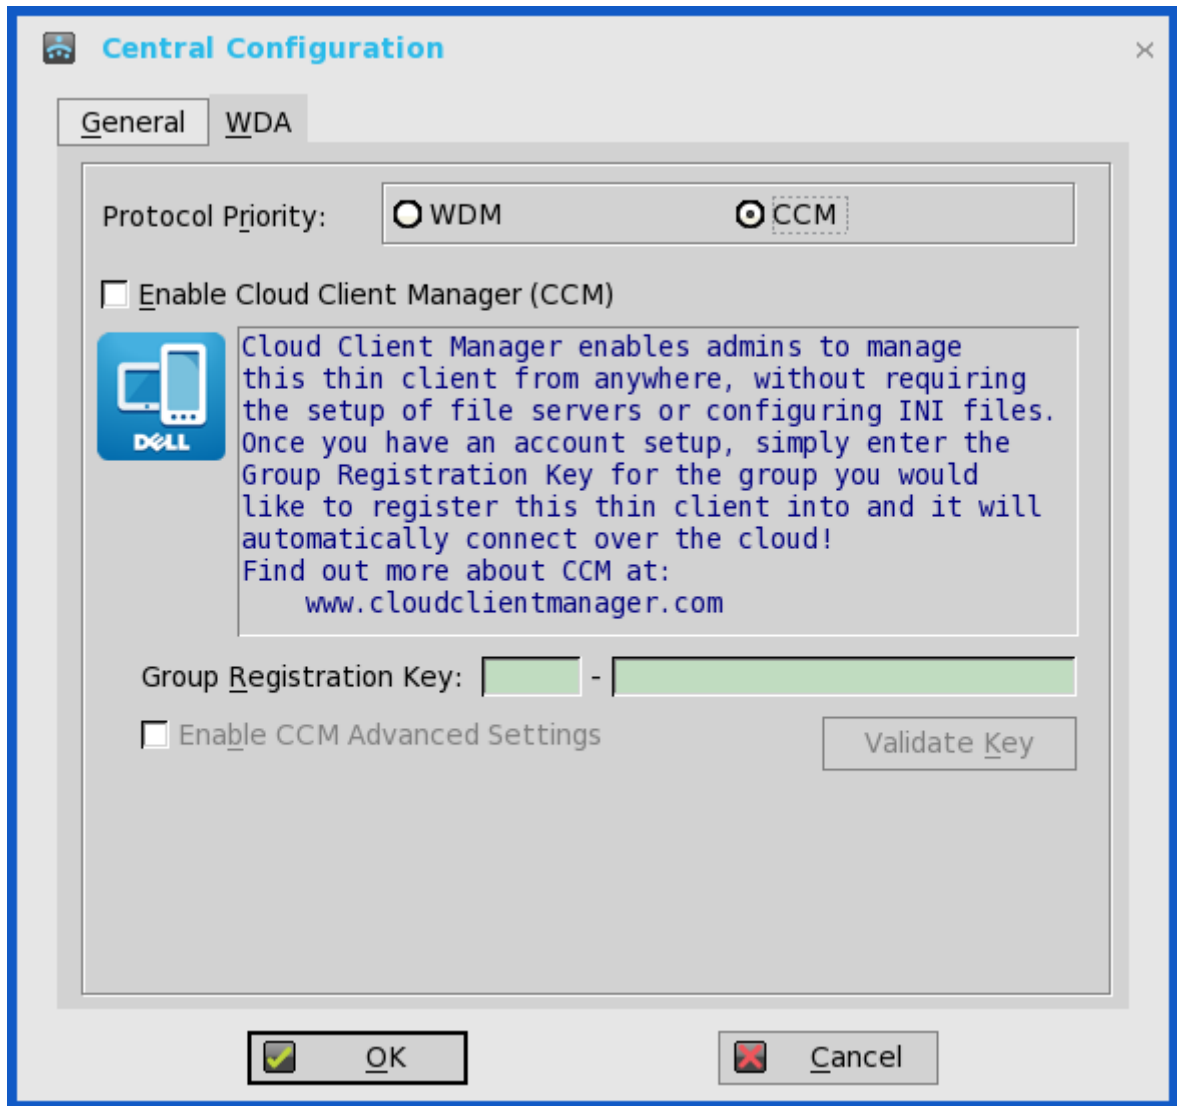 Central Configuration
General WDA
Protocol Priority: WDM CCM
Enable Cloud Client Manager (CCM)
Cloud Client Manager enables admins to manage
this thin client from anywhere, without requiring
the setup of file servers or configuring INI files.
Once you have an account setup, simply enter the
Group Registration Key for the group you would
like to register this thin client into and it will
automatically connect over the cloud!
Find out more about CCM at:
www.cloudclientmanager.com
DELL
Group Registration Key: -
Enable CCM Advanced Settings Validate Key
OK Cancel